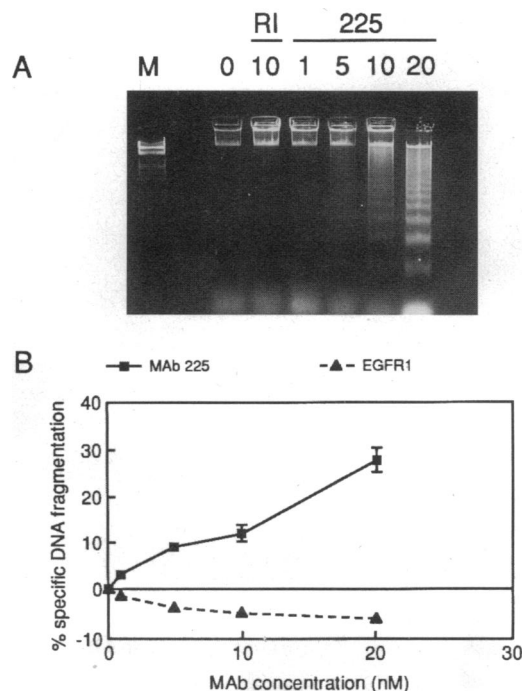 RI 225
A M 0 10 1 5 10 20
B MAb 225 EGFR1
% specific DNA fragmentation
40
30
20
10
0
-10
0 10 20 30
MAb concentration (nM)